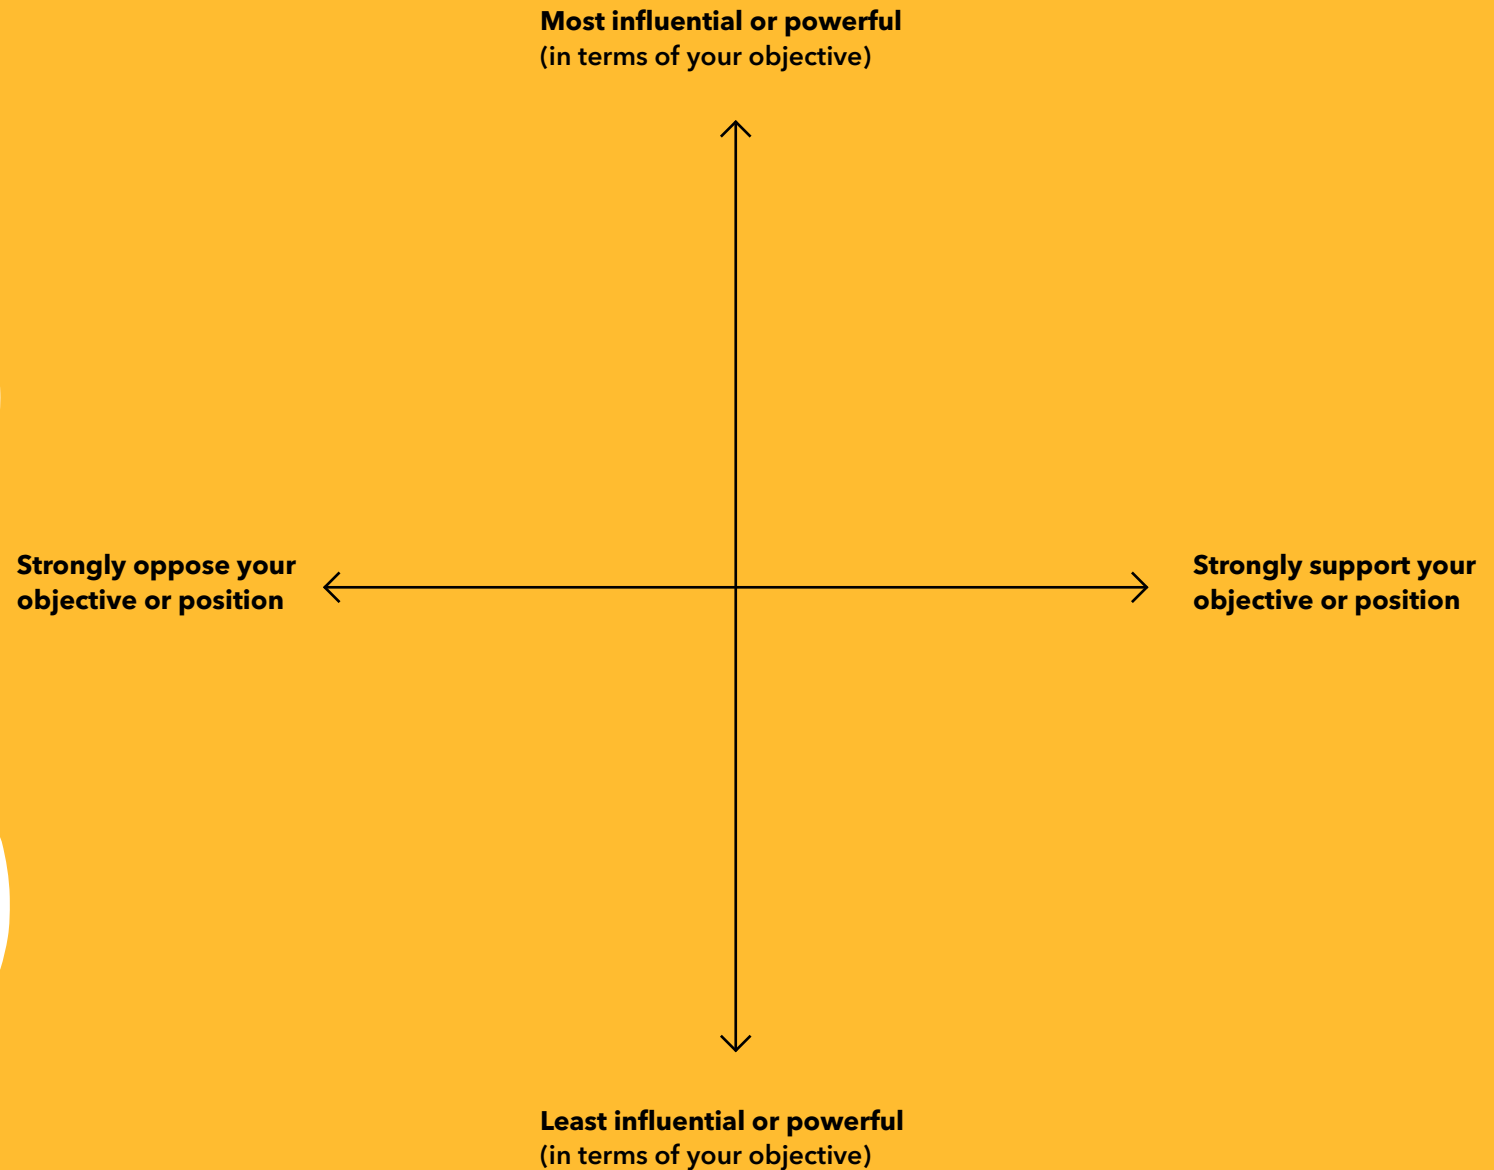 Most influential or powerful
(in terms of your objective)
Strongly oppose your
objective or position
Strongly support your
objective or position
Least influential or powerful
(in terms of your objective)